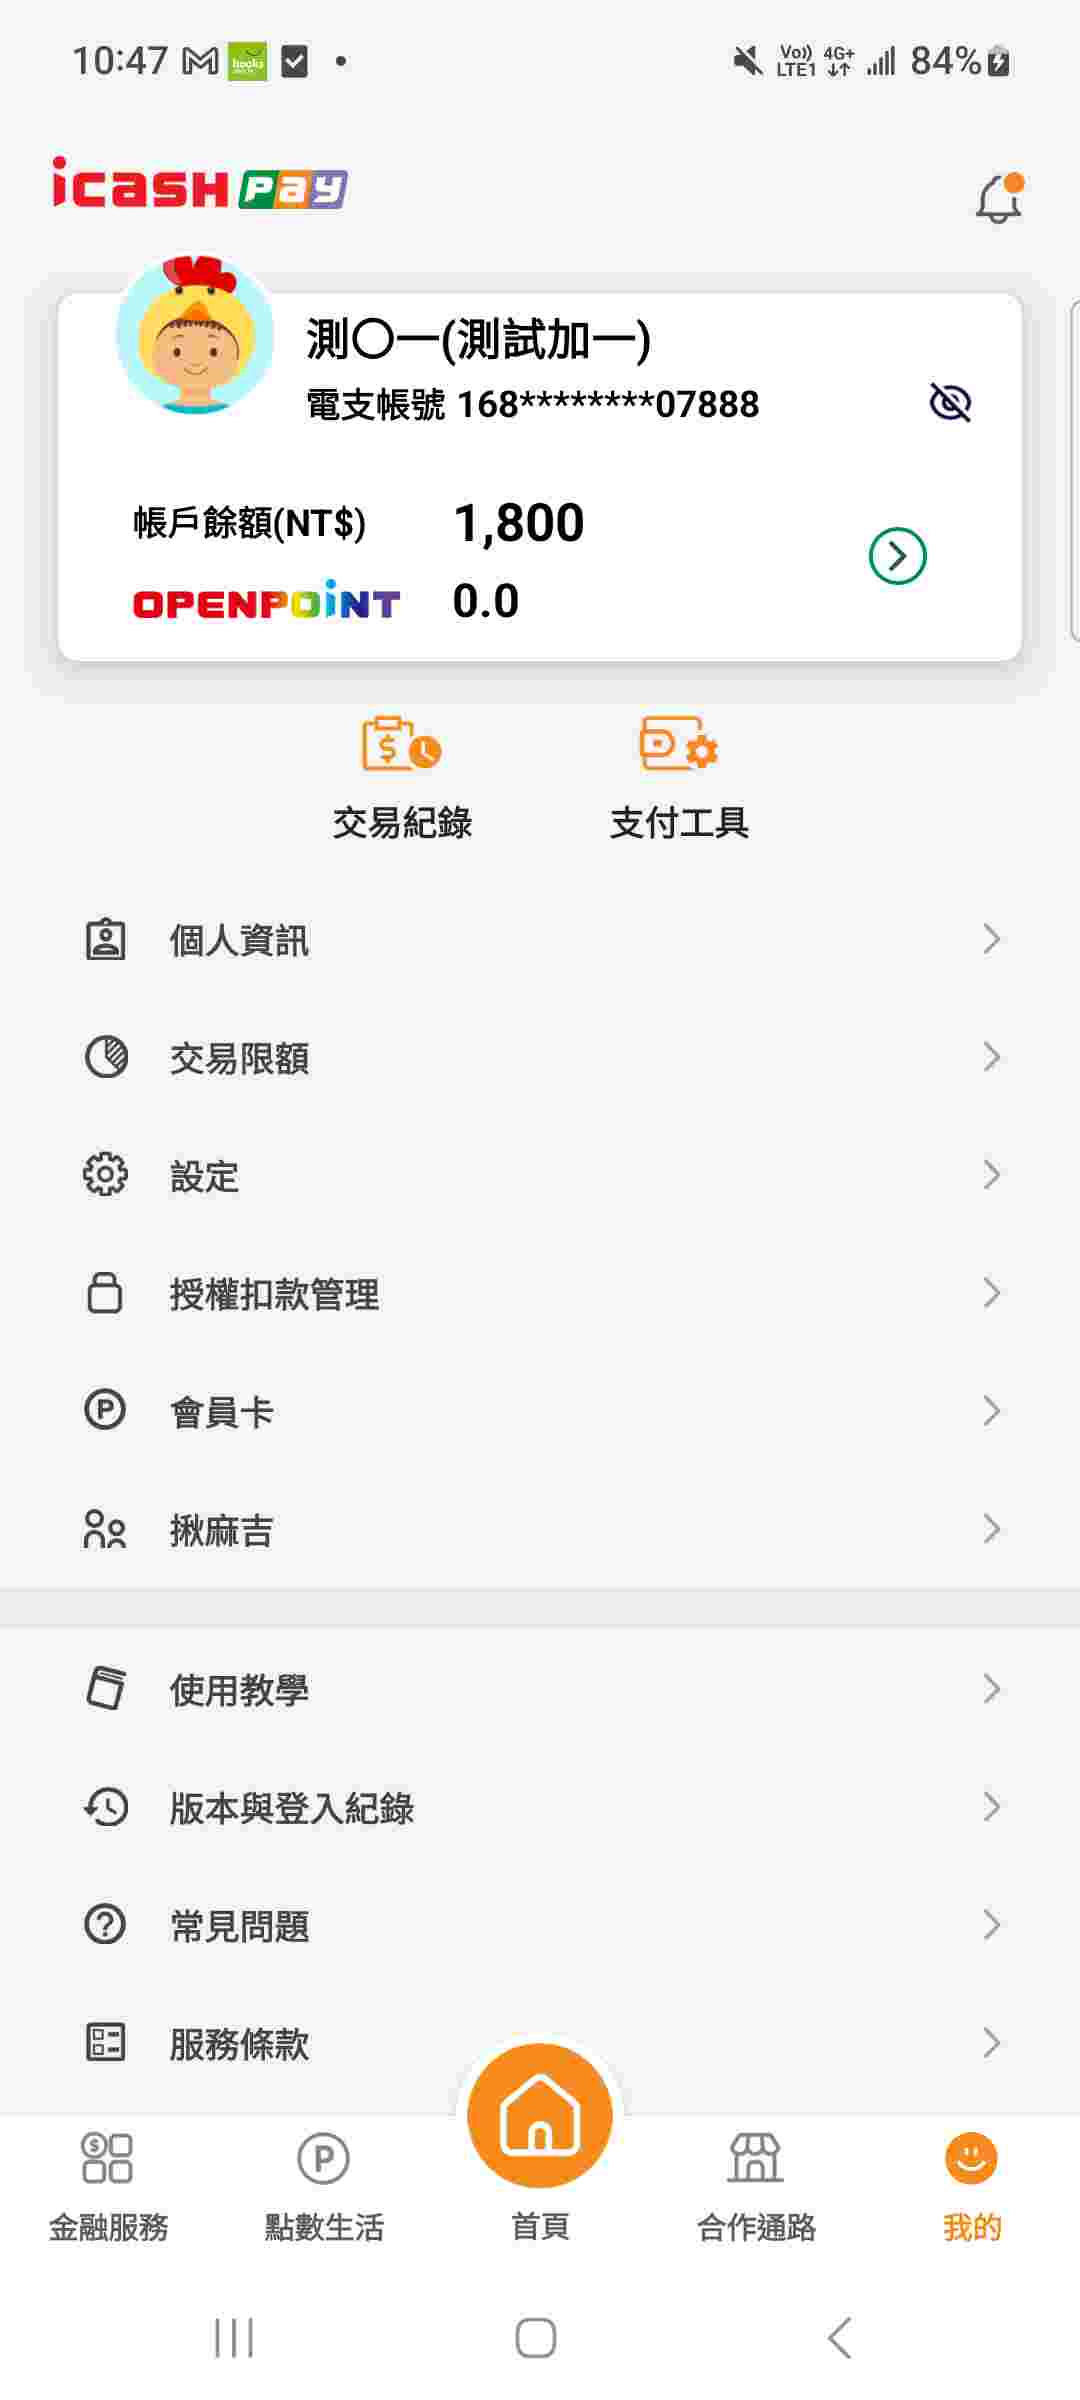 10:47
books
Vo)) LTE1 4G+ 84%
icash Pay
測〇一(測試加一)
電支帳號 168********07888
帳戶餘額(NT$) 1,800
OPENPOINT 0.0
交易紀錄 支付工具
個人資訊
交易限額
設定
授權扣款管理
會員卡
揪麻吉
使用教學
版本與登入紀錄
常見問題
服務條款
金融服務 點數生活 首頁 合作通路 我的